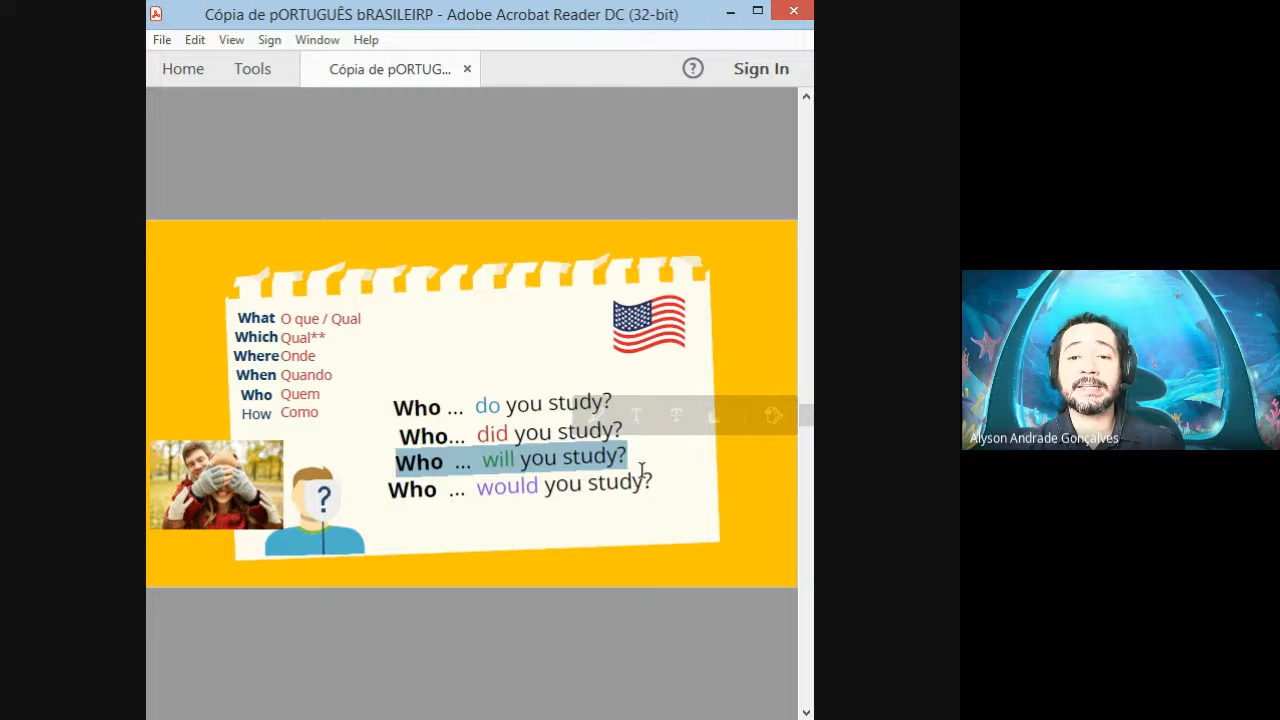 Cópia de pORTUGUÊS bRASILEIRP - Adobe Acrobat Reader DC (32-bit)
File Edit View Sign Window Help
Home Tools Cópia de pORTUG... × ? Sign In
What O que / Qual
Which Qual**
Where Onde
When Quando
Who Quem
How Como
Who ... do you study?
Who... did you study?
Who ... will you study?
Who ... would you study?
?
Alyson Andrade Gonçalves